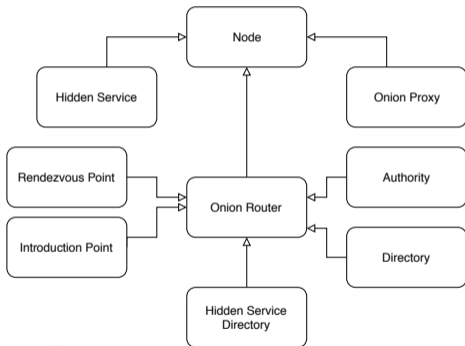 Node
Hidden Service
Onion Proxy
Rendezvous Point
Onion Router
Authority
Introduction Point
Directory
Hidden Service
Directory